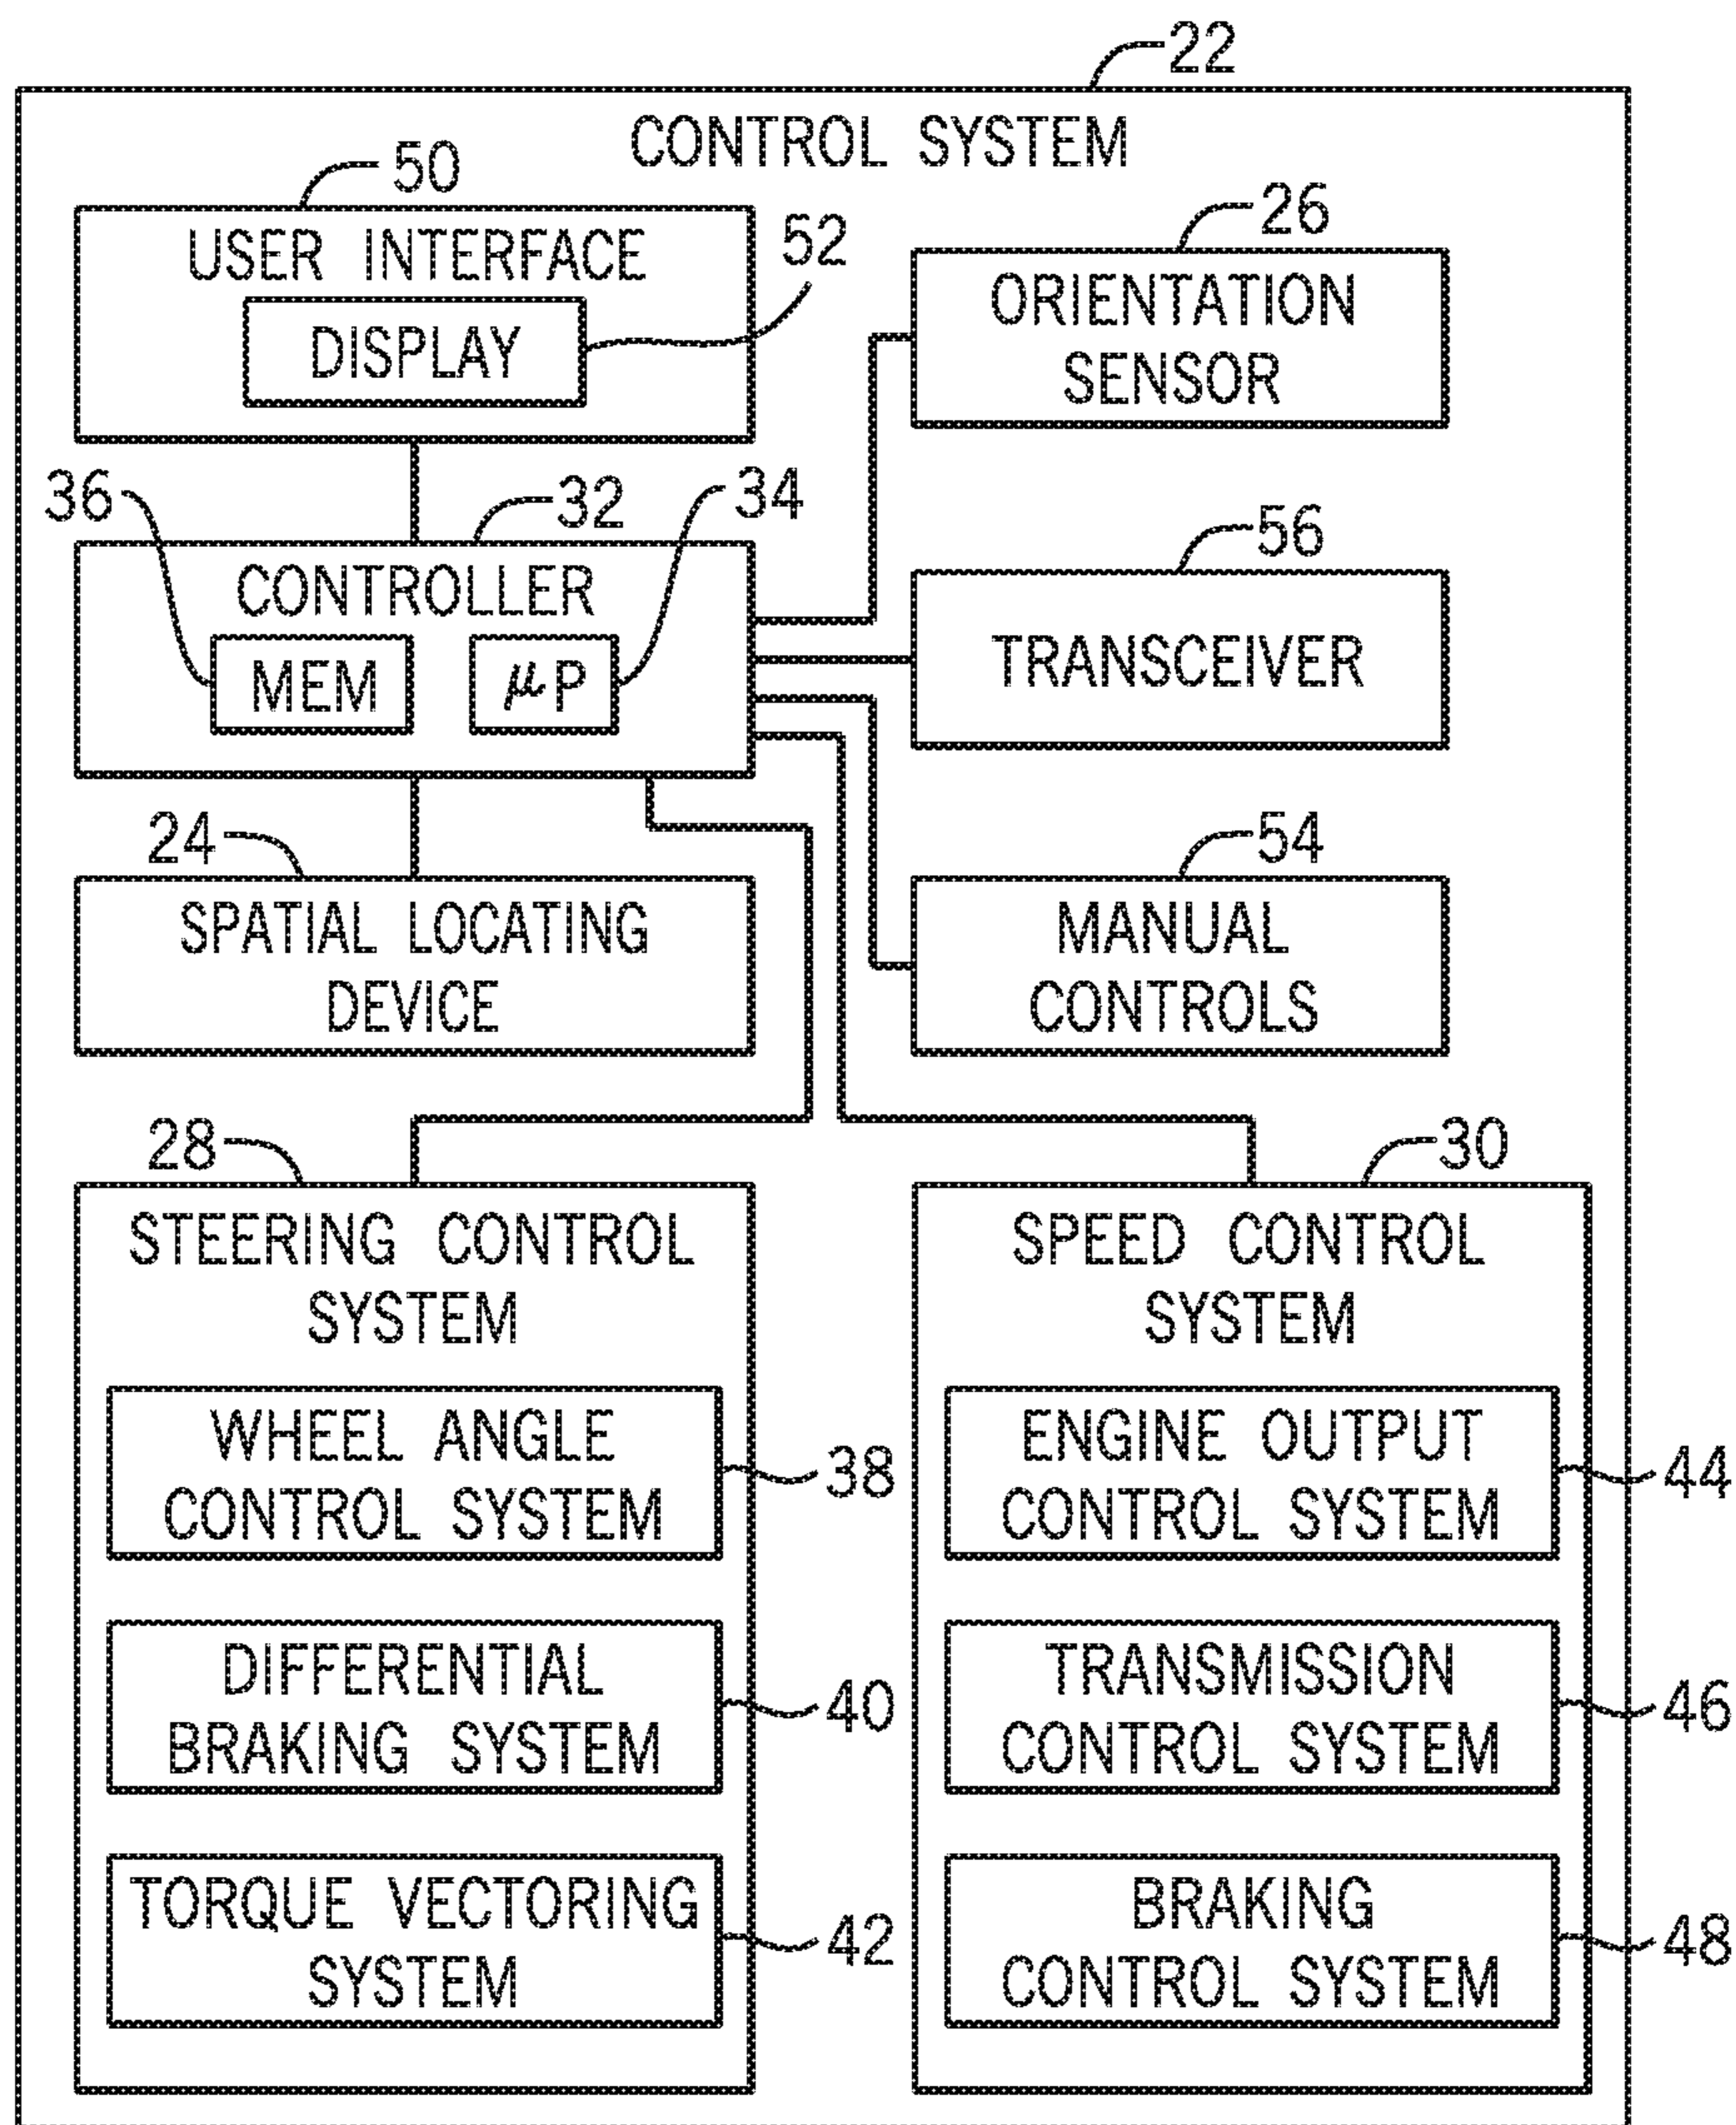 22
CONTROL SYSTEM
50
USER INTERFACE
52
DISPLAY
26
ORIENTATION
SENSOR
36
32
34
CONTROLLER
MEM
μP
56
TRANSCEIVER
24
SPATIAL LOCATING
DEVICE
54
MANUAL
CONTROLS
28
STEERING CONTROL
SYSTEM
WHEEL ANGLE
CONTROL SYSTEM
38
DIFFERENTIAL
BRAKING SYSTEM
40
TORQUE VECTORING
SYSTEM
42
30
SPEED CONTROL
SYSTEM
ENGINE OUTPUT
CONTROL SYSTEM
44
TRANSMISSION
CONTROL SYSTEM
46
BRAKING
CONTROL SYSTEM
48